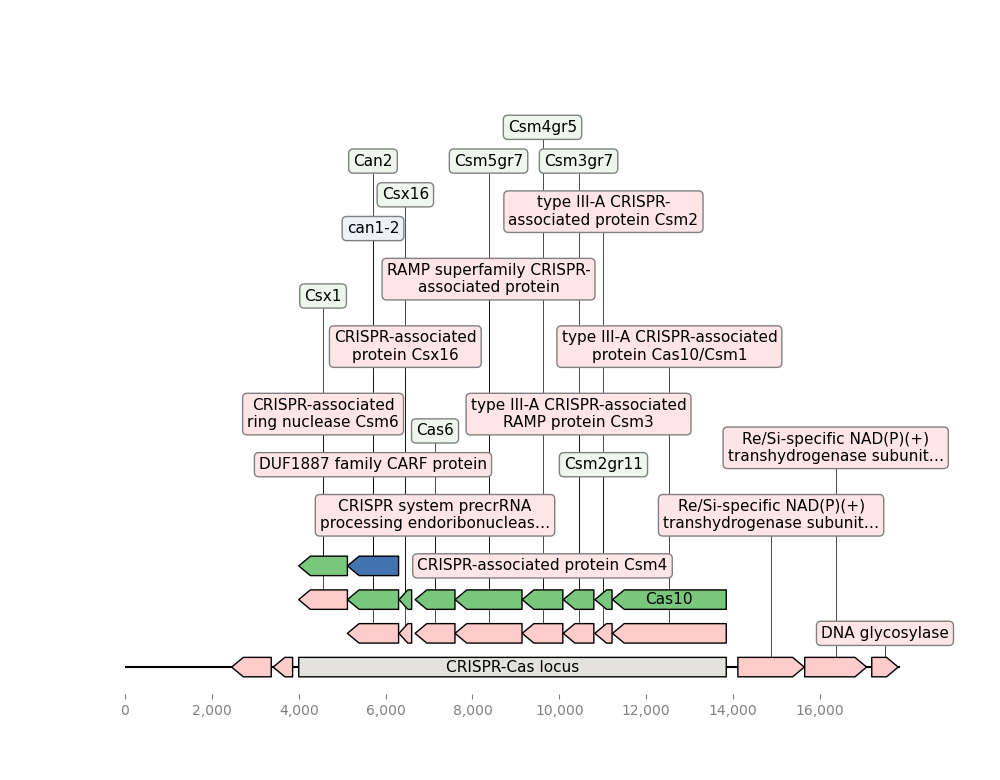 Csm4gr5
Can2
Csm5gr7
Csm3gr7
Csx16
type III-A CRISPR-
associated protein Csm2
can1-2
RAMP superfamily CRISPR-
associated protein
Csx1
CRISPR-associated
protein Csx16
type III-A CRISPR-associated
protein Cas10/Csm1
CRISPR-associated
ring nuclease Csm6
type III-A CRISPR-associated
RAMP protein Csm3
Cas6
Re/Si-specific NAD(P)(+)
transhydrogenase subunit...
DUF1887 family CARF protein
Csm2gr11
CRISPR system precrRNA
processing endoribonucleas...
Re/Si-specific NAD(P)(+)
transhydrogenase subunit...
CRISPR-associated protein Csm4
Cas10
DNA glycosylase
CRISPR-Cas locus
0 2,000 4,000 6,000 8,000 10,000 12,000 14,000 16,000